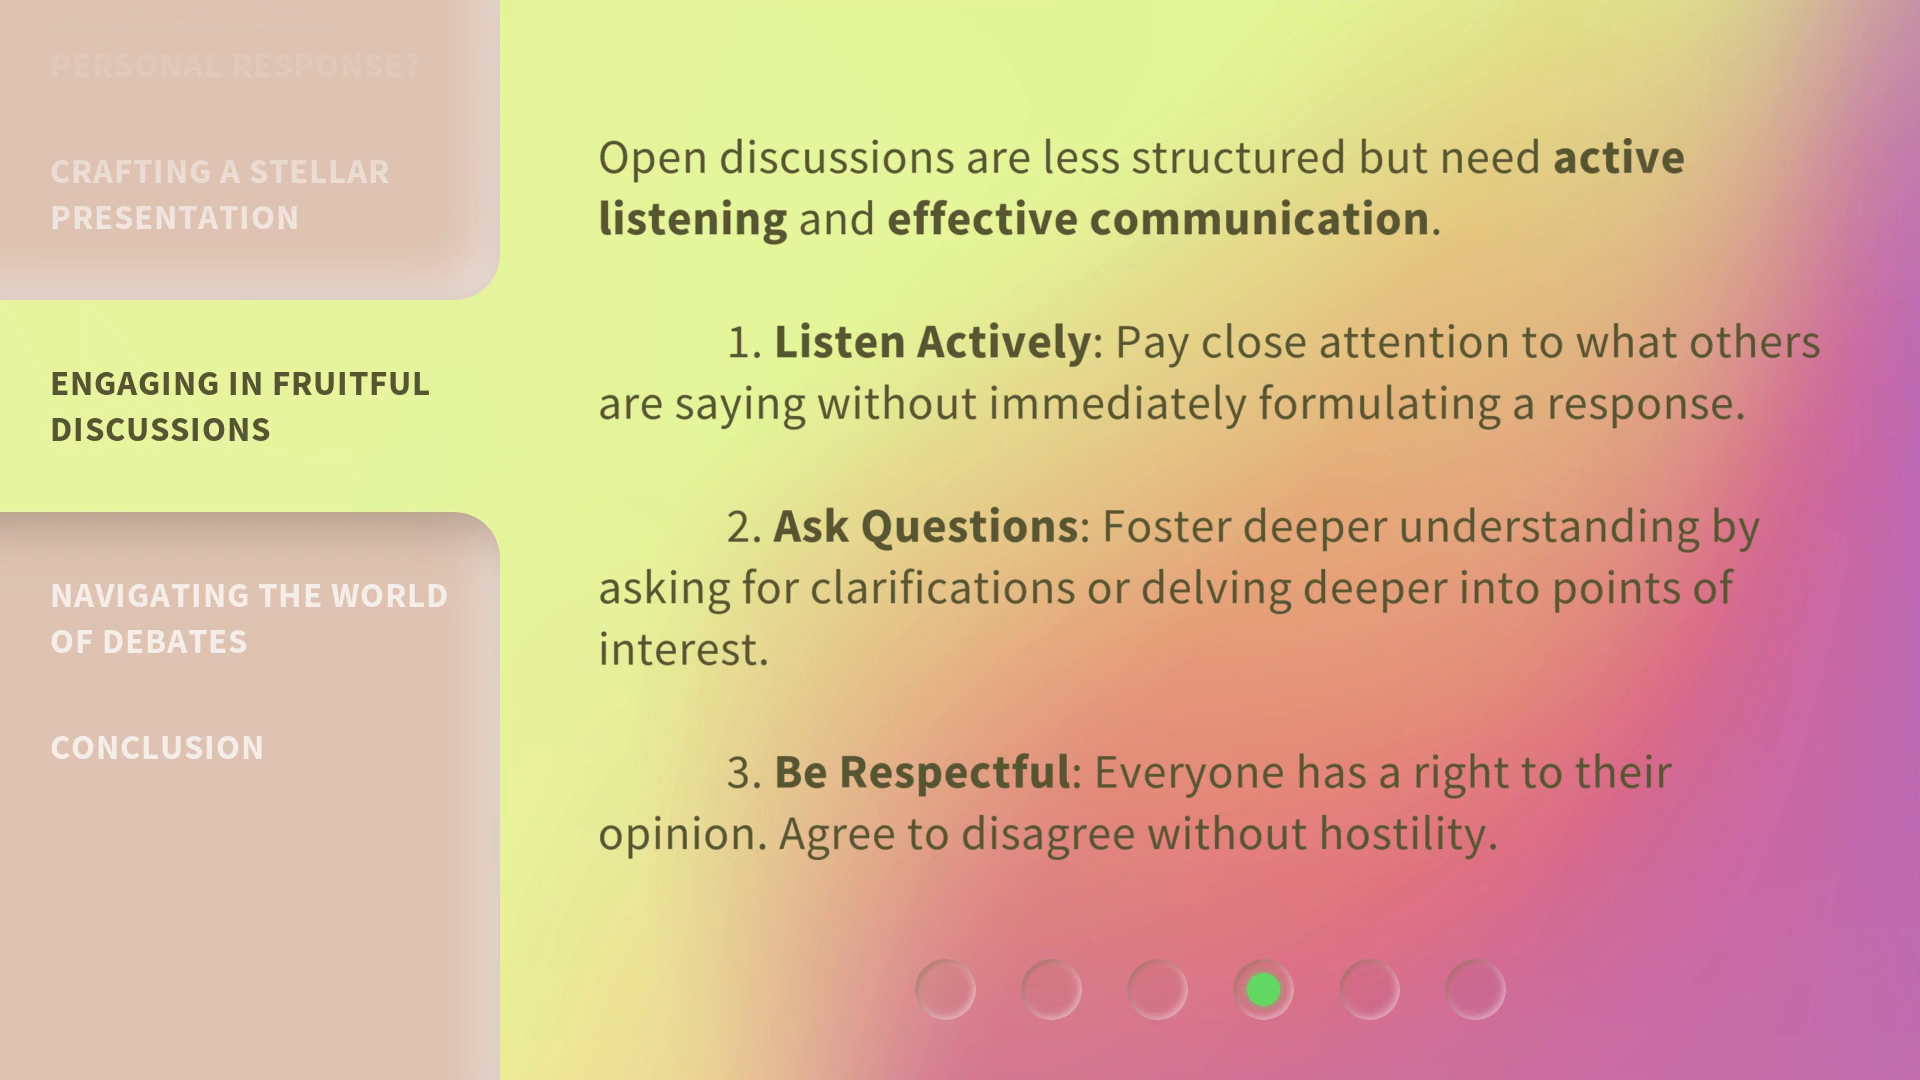 PERSONAL RESPONSE?
CRAFTING A STELLAR
PRESENTATION
ENGAGING IN FRUITFUL
DISCUSSIONS
NAVIGATING THE WORLD
OF DEBATES
CONCLUSION
Open discussions are less structured but need active
listening and effective communication.
1. Listen Actively: Pay close attention to what others
are saying without immediately formulating a response.
2. Ask Questions: Foster deeper understanding by
asking for clarifications or delving deeper into points of
interest.
3. Be Respectful: Everyone has a right to their
opinion. Agree to disagree without hostility.